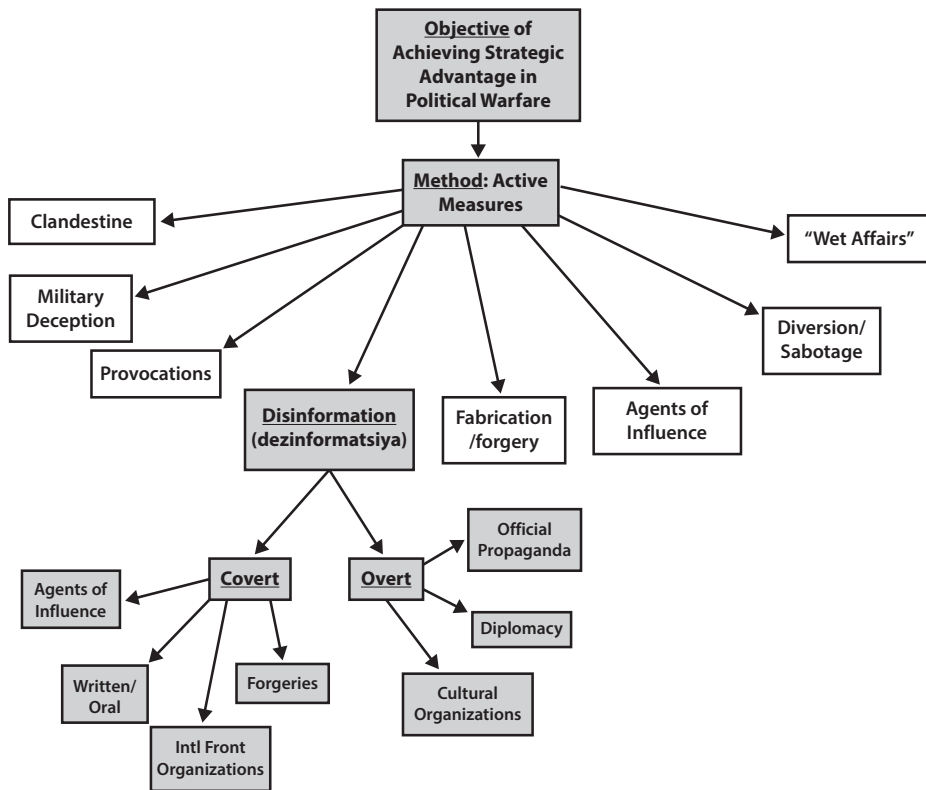 Objective of
Achieving Strategic
Advantage in
Political Warfare
Method: Active
Measures
Clandestine
“Wet Affairs”
Military
Deception
Diversion/
Sabotage
Provocations
Disinformation
(dezinformatsiya)
Fabrication
/forgery
Agents of
Influence
Official
Propaganda
Covert
Overt
Agents of
Influence
Diplomacy
Written/
Oral
Forgeries
Cultural
Organizations
Intl Front
Organizations